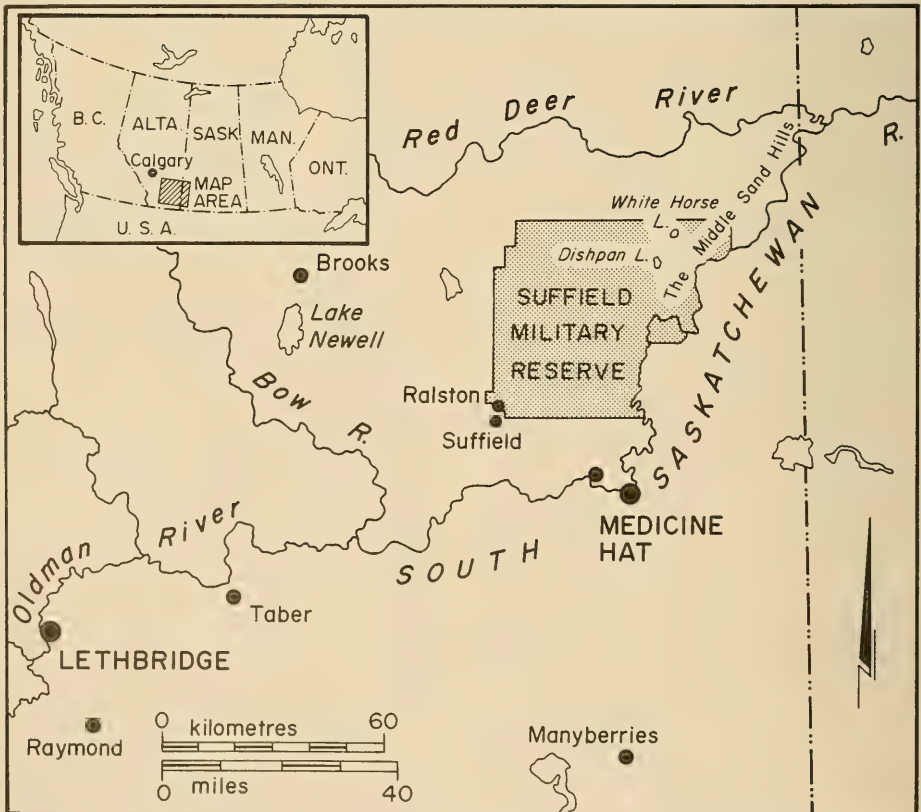 B.C.
ALTA.
SASK
MAN.
ONT.
Calgary
MAP
AREA
U.S.A.
Red Deer River
R.
White Horse
L.
Dishpan L.
The Middle Sand Hills
Brooks
Lake
Newell
SUFFIELD
MILITARY
RESERVE
Bow R.
Ralston
Suffield
SOUTH SASKATCHEWAN
MEDICINE
HAT
Oldman River
Taber
LETHBRIDGE
Raymond
0 kilometres 60
0 miles 40
Manyberries